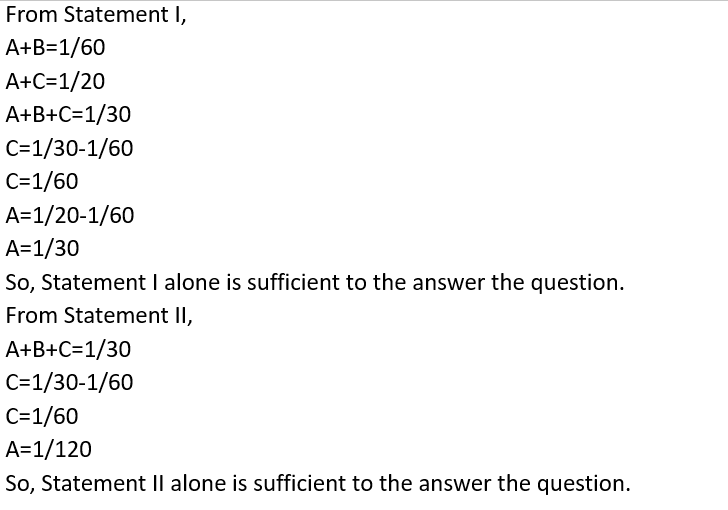 From Statement I,
A+B=1/60
A+C=1/20
A+B+C=1/30
C=1/30-1/60
C=1/60
A=1/20-1/60
A=1/30
So, Statement I alone is sufficient to the answer the question.
From Statement II,
A+B+C=1/30
C=1/30-1/60
C=1/60
A=1/120
So, Statement II alone is sufficient to the answer the question.